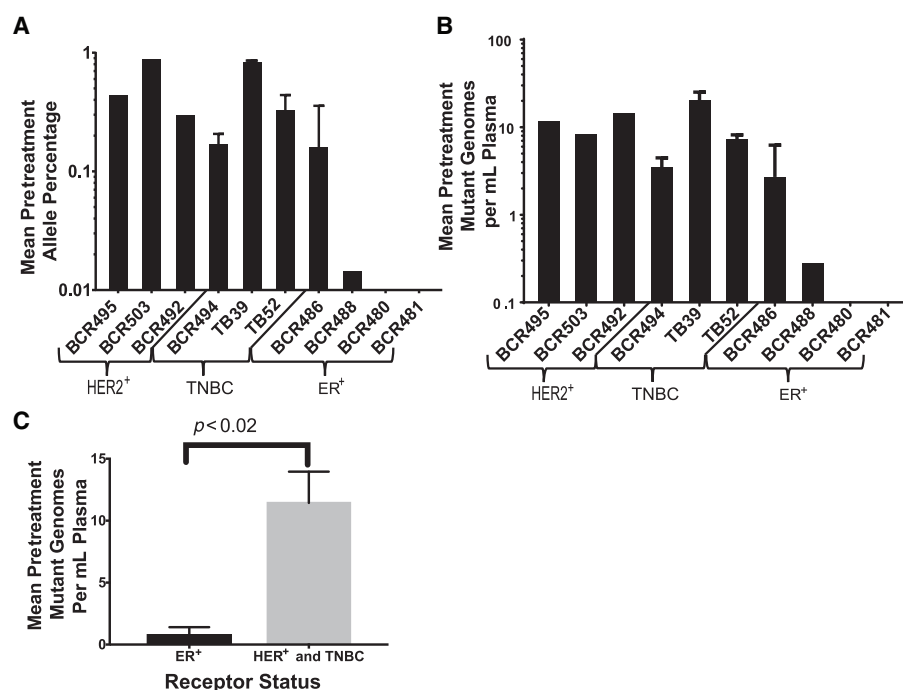 A
Mean Pretreatment
Allele Percentage
1
0.1
0.01
BCR495
BCR503
BCR492
BCR494
TB39
TB52
BCR486
BCR488
BCR480
BCR481
HER2+
TNBC
ER+
B
Mean Pretreatment
Mutant Genomes
per mL Plasma
100
10
1
0.1
BCR495
BCR503
BCR492
BCR494
TB39
TB52
BCR486
BCR488
BCR480
BCR481
HER2+
TNBC
ER+
C
p<0.02
Mean Pretreatment
Mutant Genomes
Per mL Plasma
15
10
5
0
ER+
HER+ and TNBC
Receptor Status